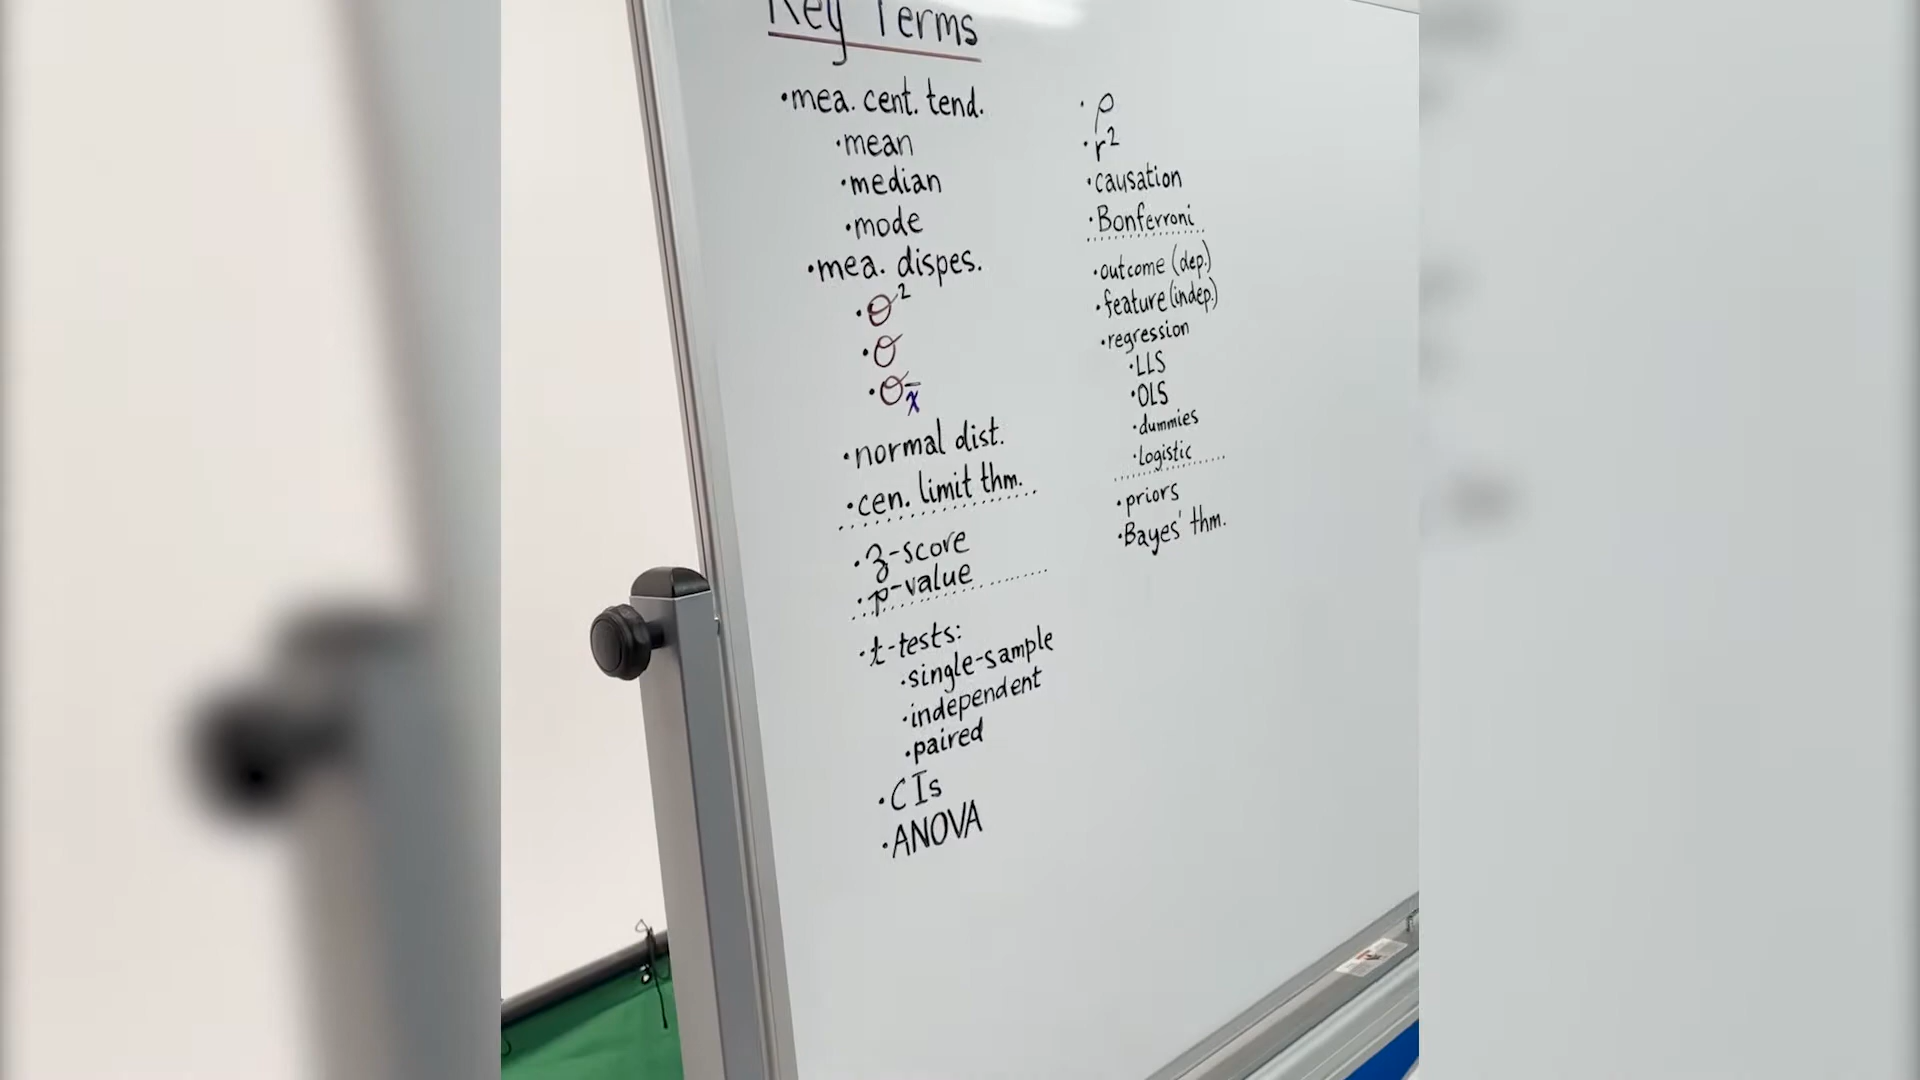 Key Terms
•mea. cent. tend.
•mean
•median
•mode
•mea. dispes.
•σ²
•σ
•σx̄
•normal dist.
•cen. limit thm.
•z-score
•p-value
•t-tests:
•single-sample
•independent
•paired
•CIs
•ANOVA
•ρ
•r²
•causation
•Bonferroni
•outcome (dep.)
•feature (indep.)
•regression
•LLS
•OLS
•dummies
•logistic
•priors
•Bayes' thm.